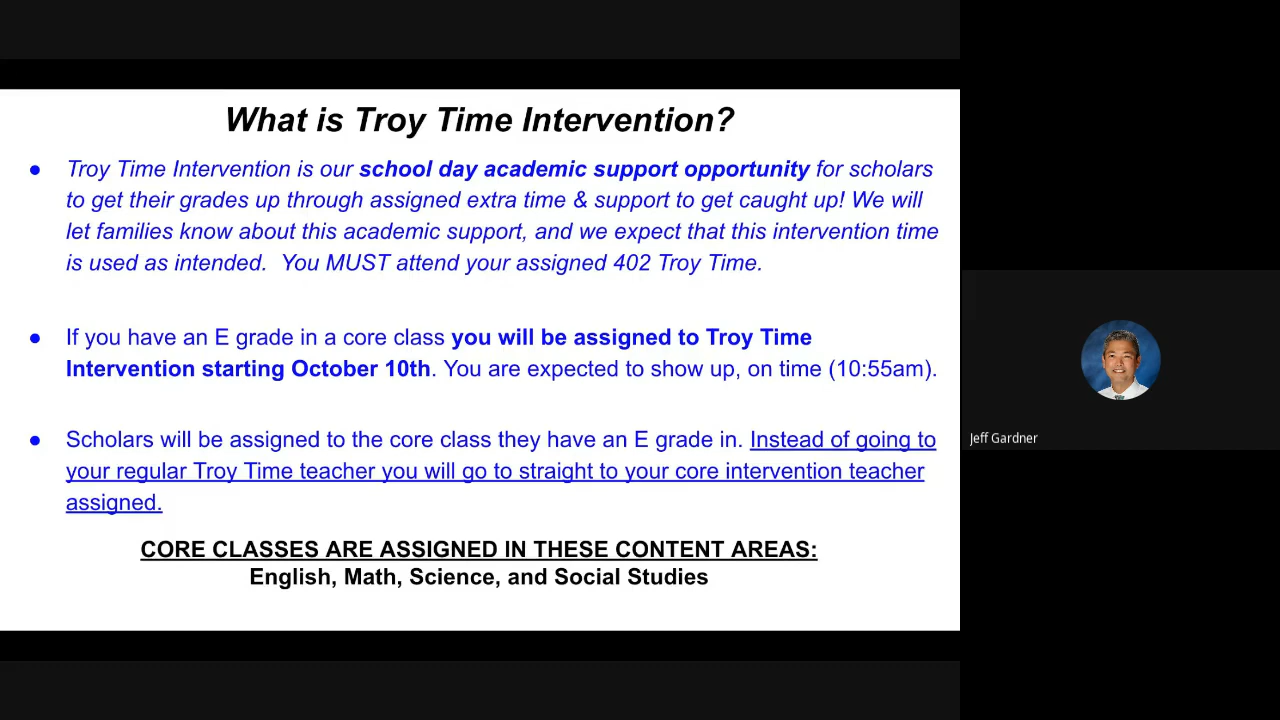 What is Troy Time Intervention?
● Troy Time Intervention is our school day academic support opportunity for scholars
to get their grades up through assigned extra time & support to get caught up! We will
let families know about this academic support, and we expect that this intervention time
is used as intended. You MUST attend your assigned 402 Troy Time.
● If you have an E grade in a core class you will be assigned to Troy Time
Intervention starting October 10th. You are expected to show up, on time (10:55am).
● Scholars will be assigned to the core class they have an E grade in. Instead of going to
your regular Troy Time teacher you will go to straight to your core intervention teacher
assigned.
CORE CLASSES ARE ASSIGNED IN THESE CONTENT AREAS:
English, Math, Science, and Social Studies
Jeff Gardner